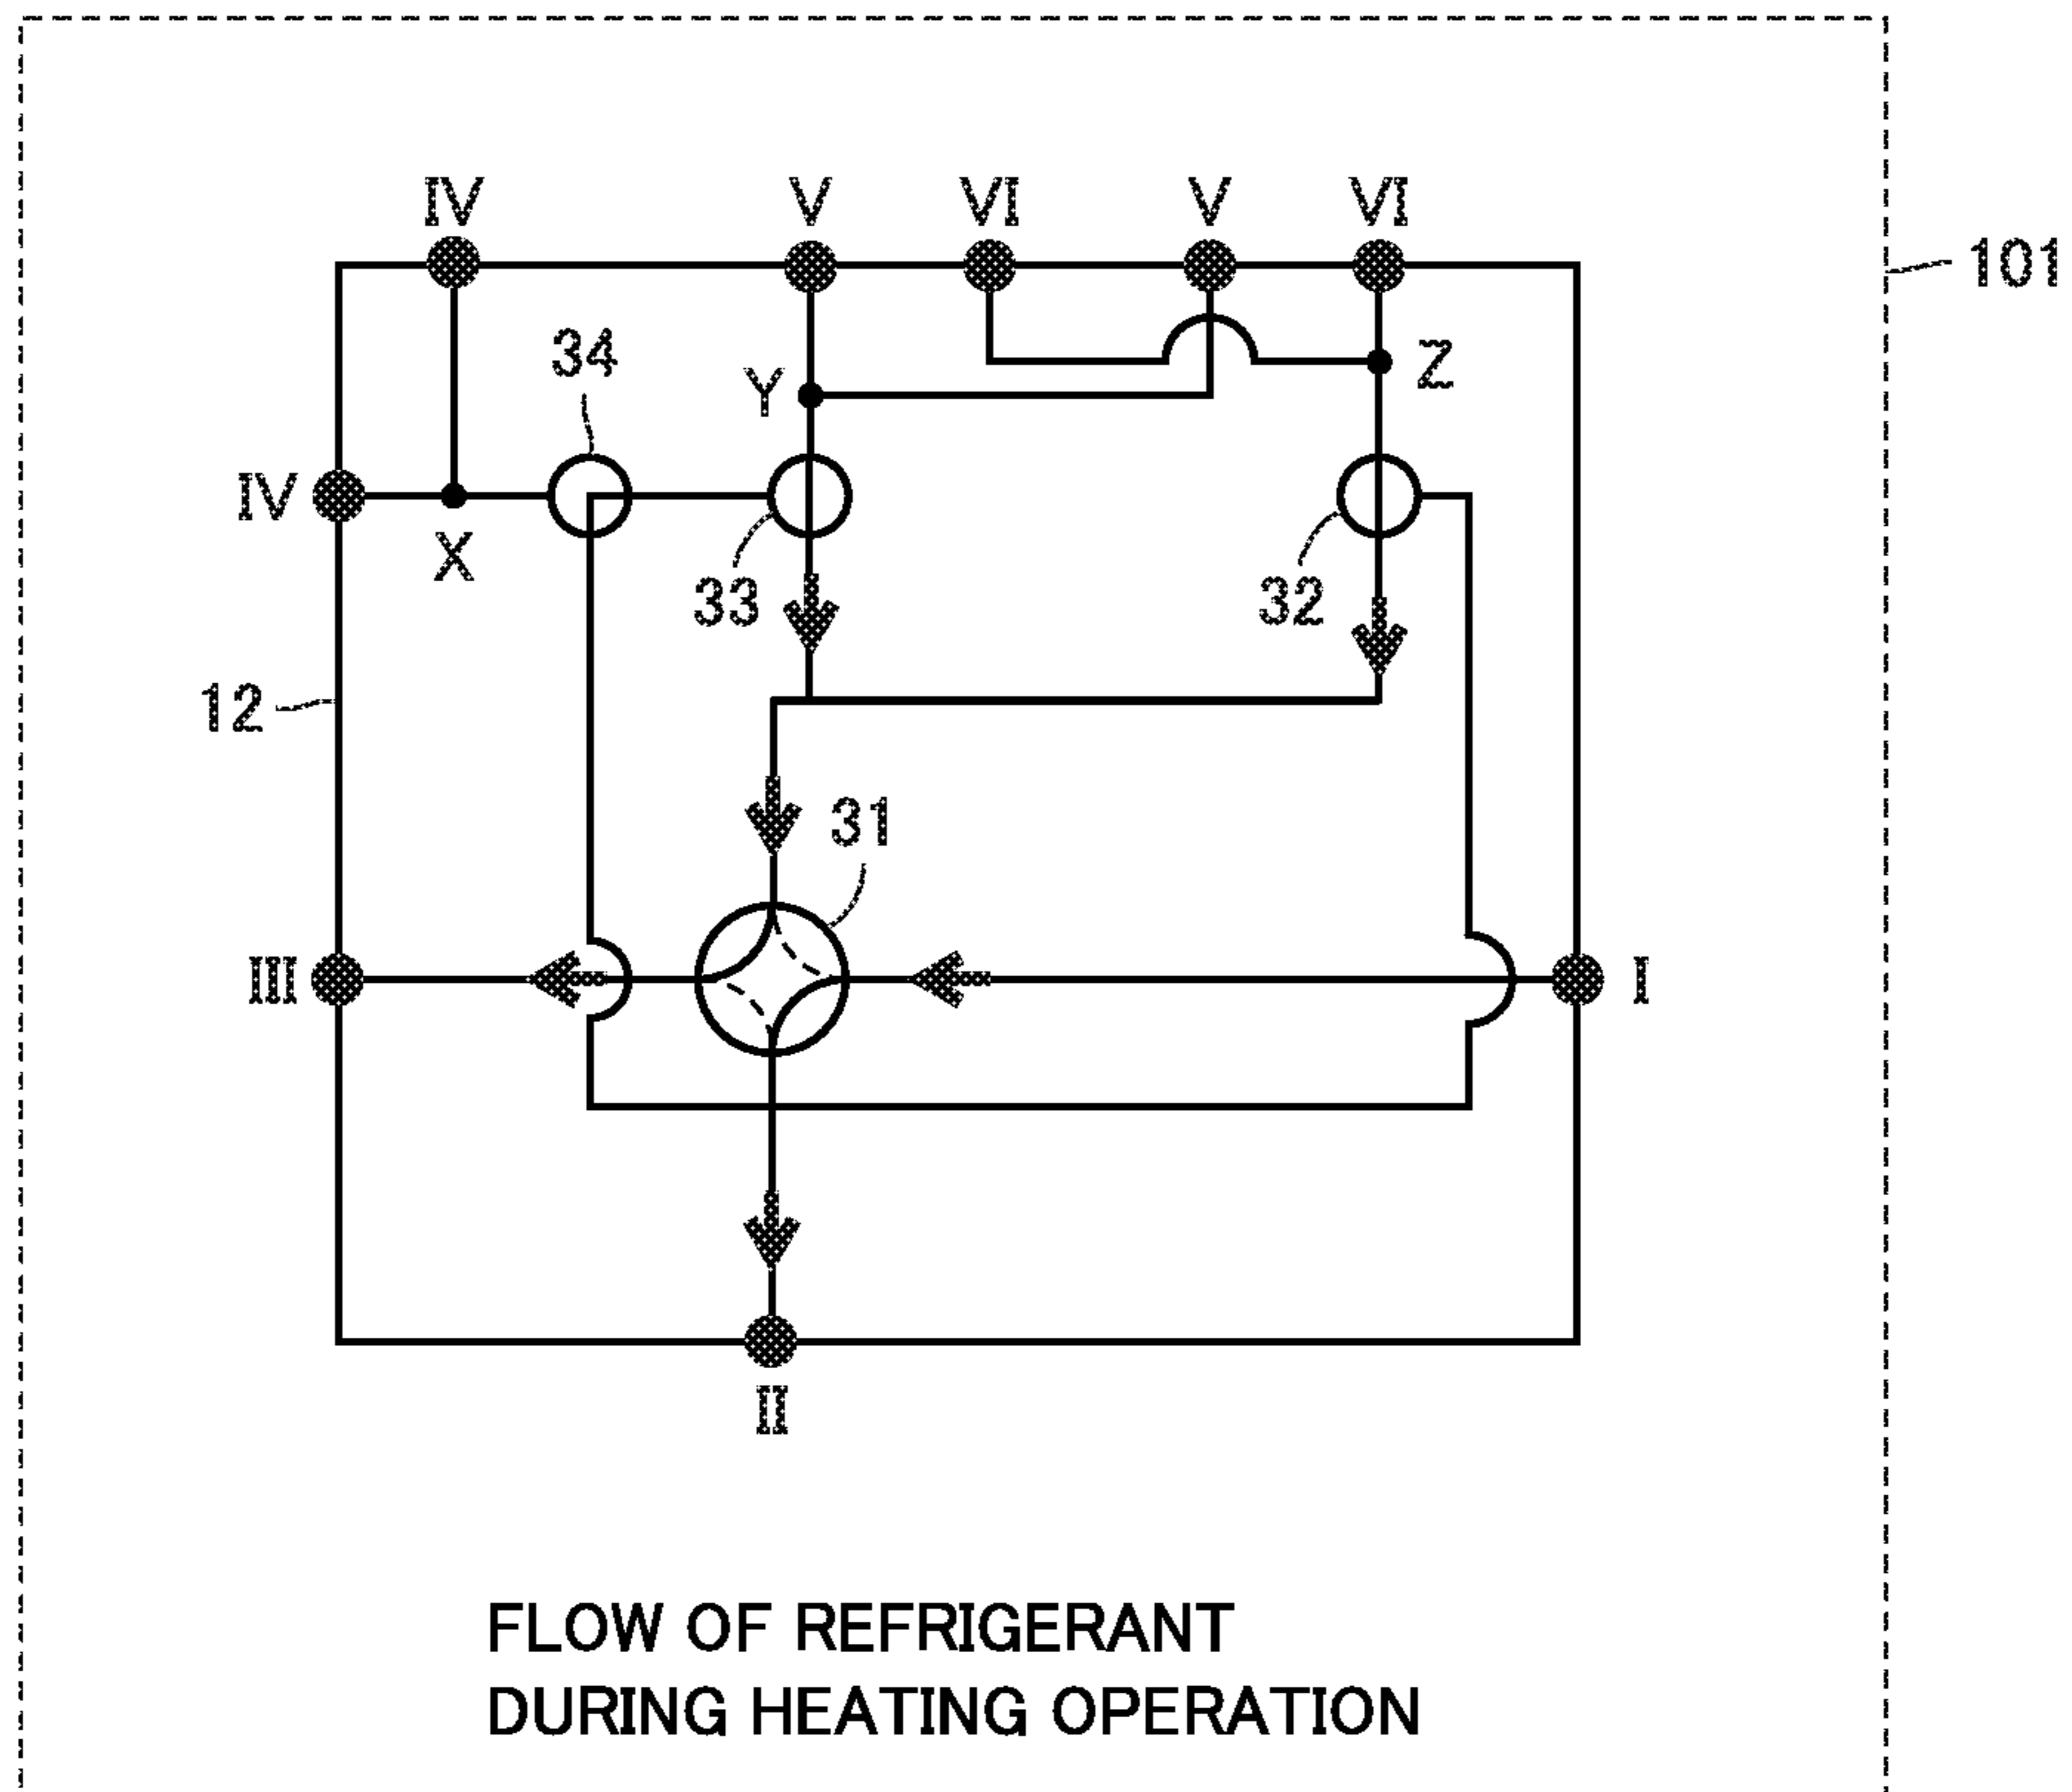 IV V VI V VI
101
34
Y Z
IV
X
33 32
12
31
III I
II
FLOW OF REFRIGERANT
DURING HEATING OPERATION